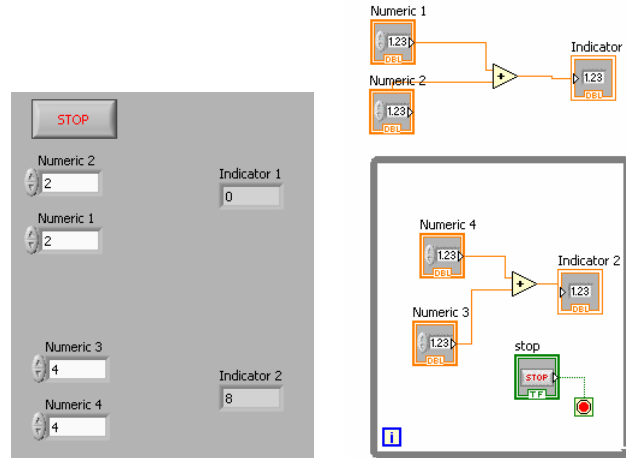 STOP
Numeric 2
2
Indicator 1
0
Numeric 1
2
Numeric 3
4
Indicator 2
8
Numeric 4
4
Numeric 1
1.23
DBL
Indicator
1.23
DBL
+
Numeric 2
1.23
DBL
Numeric 4
1.23
DBL
+
Indicator 2
1.23
DBL
Numeric 3
1.23
DBL
stop
STOP
TF
i